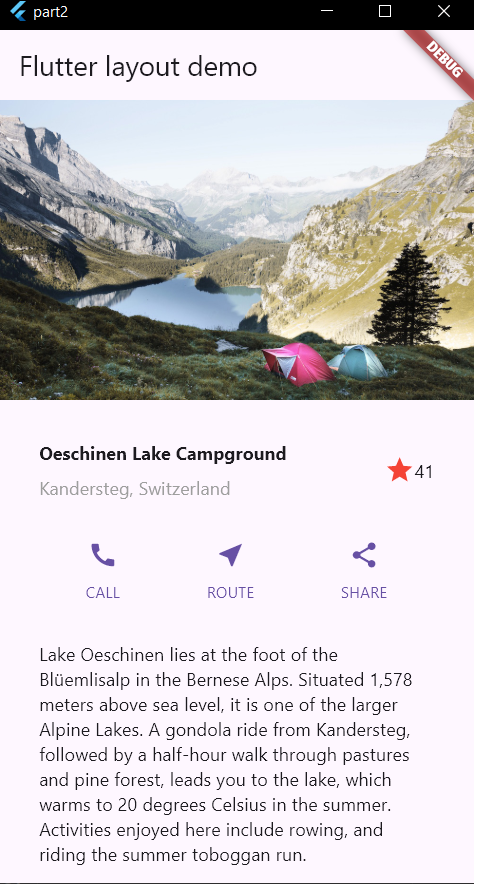 part2
DEBUG
Flutter layout demo
Oeschinen Lake Campground
Kandersteg, Switzerland
41
CALL ROUTE SHARE
Lake Oeschinen lies at the foot of the
Blüemlisalp in the Bernese Alps. Situated 1,578
meters above sea level, it is one of the larger
Alpine Lakes. A gondola ride from Kandersteg,
followed by a half-hour walk through pastures
and pine forest, leads you to the lake, which
warms to 20 degrees Celsius in the summer.
Activities enjoyed here include rowing, and
riding the summer toboggan run.